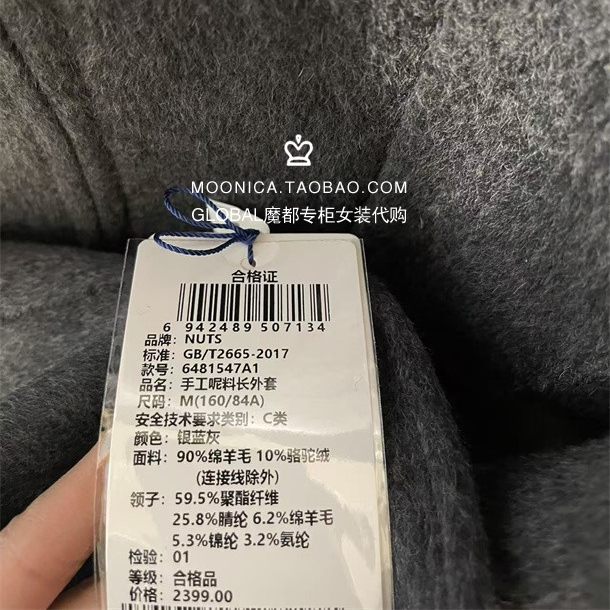 MOONICA.TAOBAO.COM
GLOBAL魔都专柜女装代购
合格证
6 942489 507134
品牌: NUTS
标准: GB/T2665-2017
款号: 6481547A1
品名: 手工呢料长外套
尺码: M(160/84A)
安全技术要求类别: C类
颜色: 银蓝灰
面料: 90%绵羊毛 10%骆驼绒
(连接线除外)
领子: 59.5%聚酯纤维
25.8%腈纶 6.2%绵羊毛
5.3%锦纶 3.2%氨纶
检验: 01
等级: 合格品
价格: 2399.00